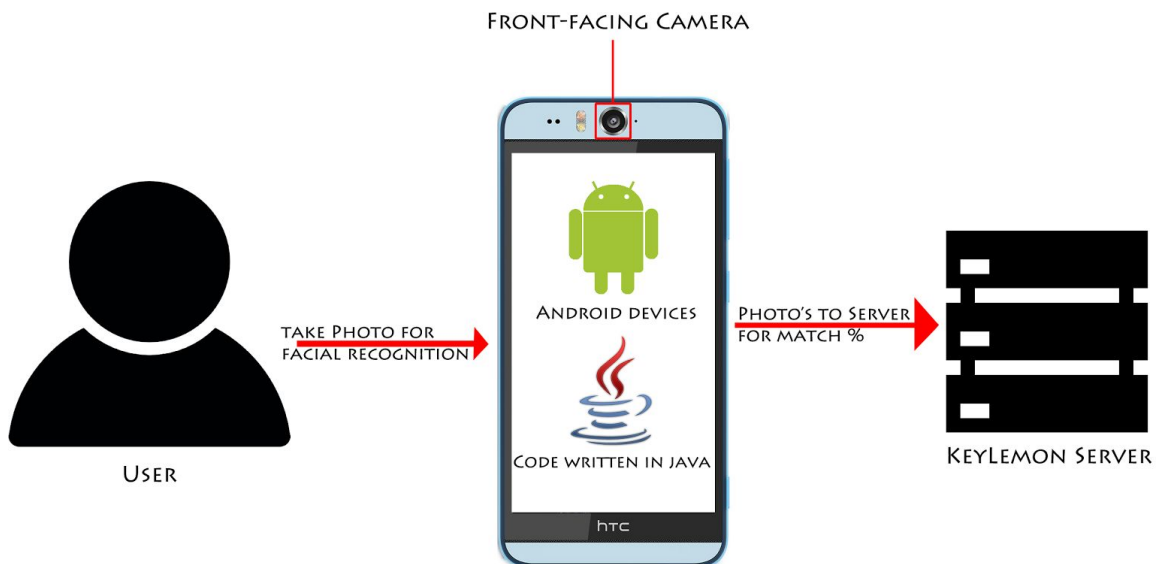 Front-facing Camera
take Photo for
facial recognition
User
Android devices
Code written in java
htc
Photo's to Server
for match %
KeyLemon Server